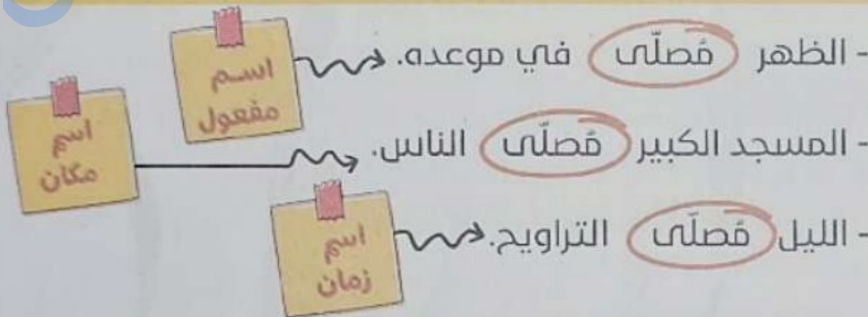 - الظهر مُصلّى في موعده.
اسم مفعول
- المسجد الكبير مُصلّى الناس.
اسم مكان
- الليل مُصلّى التراويح.
اسم زمان